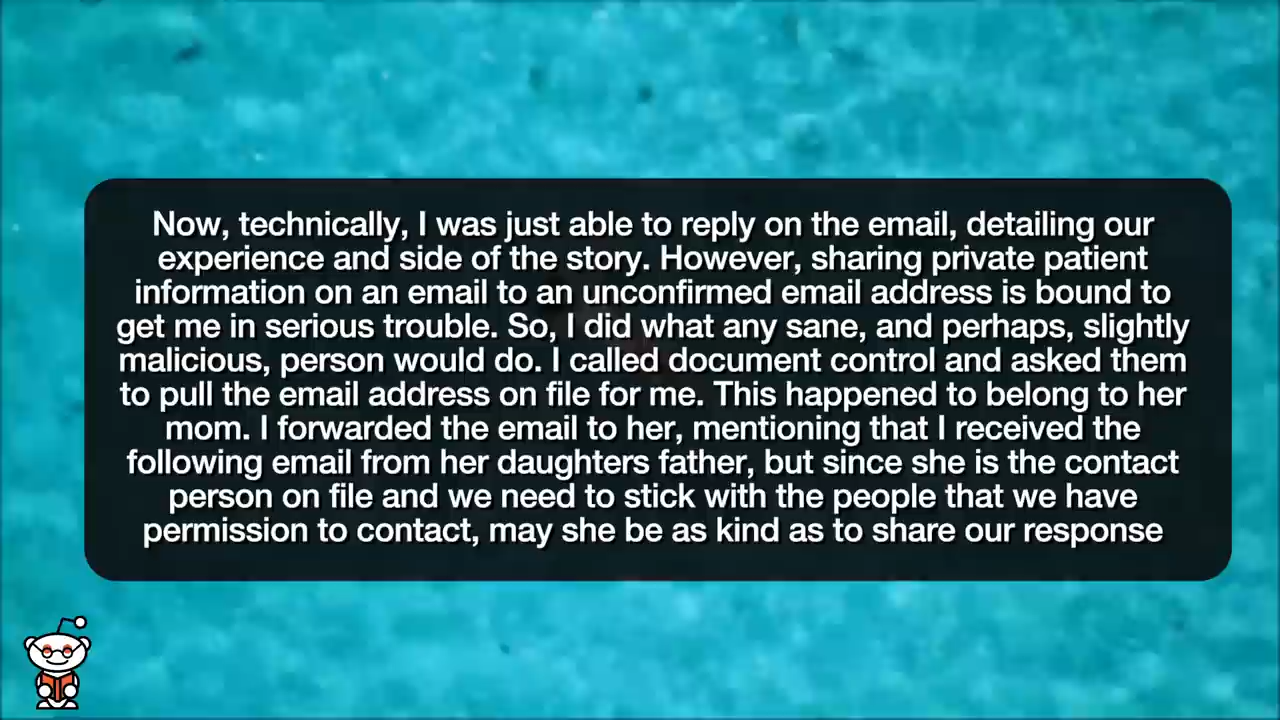 Now, technically, I was just able to reply on the email, detailing our
experience and side of the story. However, sharing private patient
information on an email to an unconfirmed email address is bound to
get me in serious trouble. So, I did what any sane, and perhaps, slightly
malicious, person would do. I called document control and asked them
to pull the email address on file for me. This happened to belong to her
mom. I forwarded the email to her, mentioning that I received the
following email from her daughters father, but since she is the contact
person on file and we need to stick with the people that we have
permission to contact, may she be as kind as to share our response